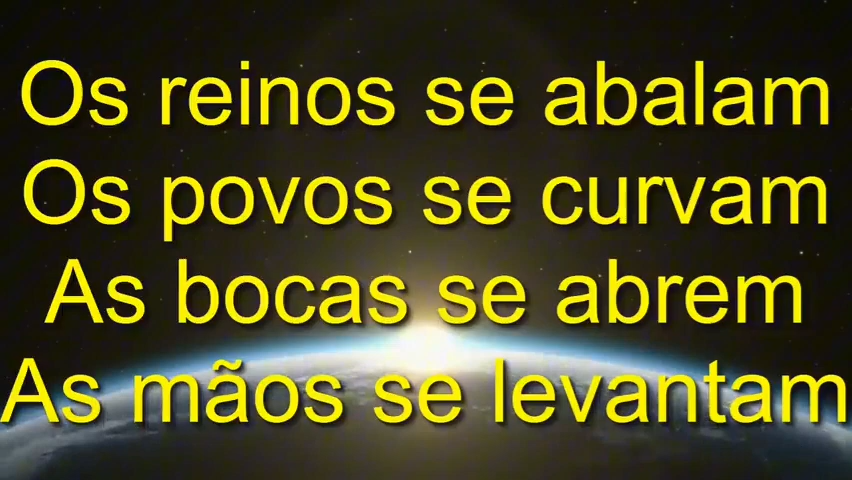 Os reinos se abalam
Os povos se curvam
As bocas se abrem
As mãos se levantam